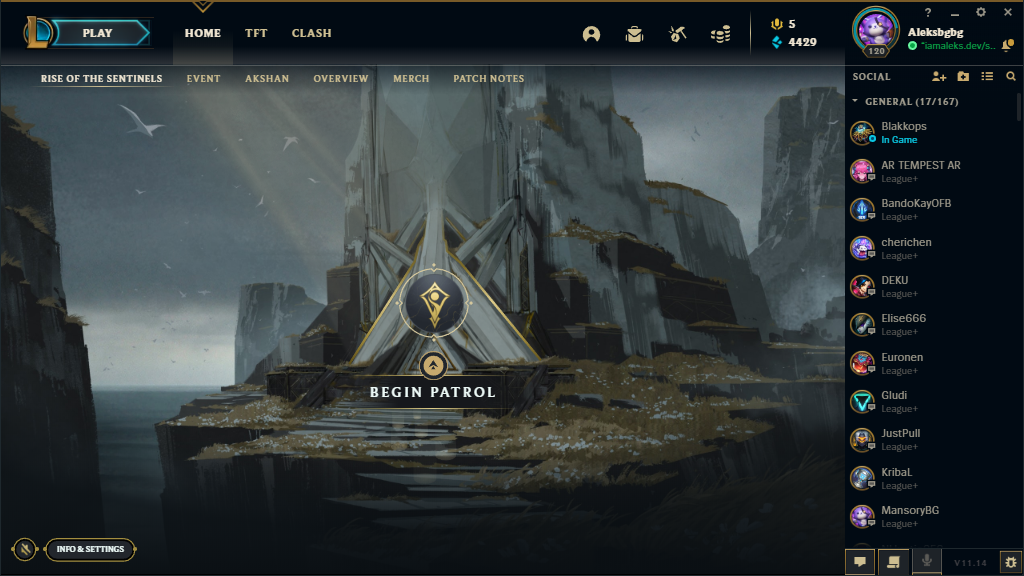 PLAY
HOME
TFT
CLASH
5
4429
?
120
Aleksbgbg
"iamaleks.dev/s..
RISE OF THE SENTINELS
EVENT
AKSHAN
OVERVIEW
MERCH
PATCH NOTES
BEGIN PATROL
INFO & SETTINGS
SOCIAL
GENERAL (17/167)
Blakkops
In Game
AR TEMPEST AR
League+
BandoKayOFB
League+
cherichen
League+
DEKU
League+
Elise666
League+
Euronen
League+
Gludi
League+
JustPull
League+
KribaL
League+
MansoryBG
League+
V11.14